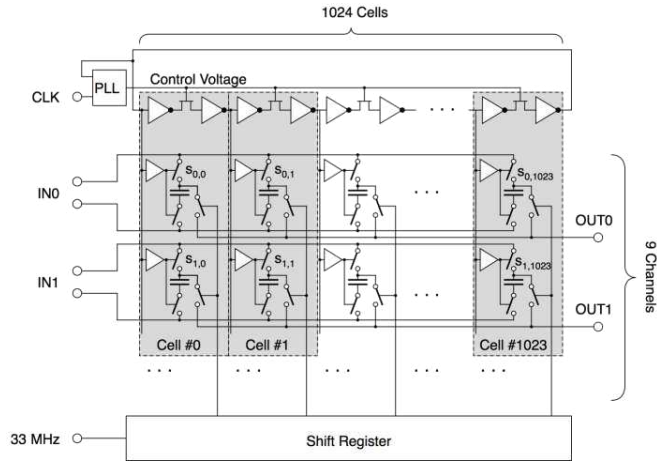 1024 Cells
PLL
Control Voltage
CLK
S0,0
S0,1
S0,1023
IN0
OUT0
S1,0
S1,1
S1,1023
IN1
OUT1
9 Channels
Cell #0
Cell #1
Cell #1023
33 MHz
Shift Register